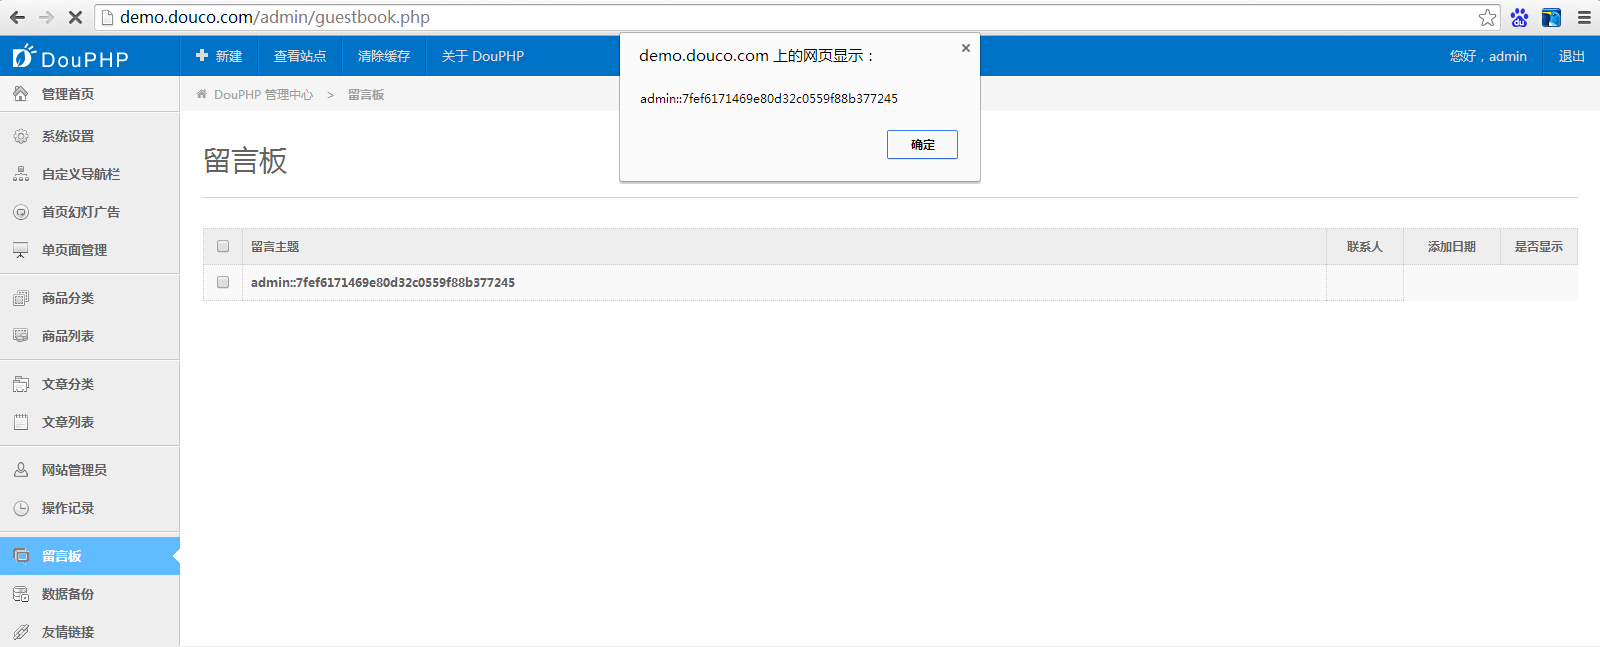 demo.douco.com/admin/guestbook.php
DouPHP
新建 查看站点 清除缓存 关于 DouPHP
您好，admin 退出
demo.douco.com 上的网页显示：
admin::7fef6171469e80d32c0559f88b377245
确定
管理首页
系统设置
自定义导航栏
首页幻灯广告
单页面管理
商品分类
商品列表
文章分类
文章列表
网站管理员
操作记录
留言板
数据备份
友情链接
DouPHP 管理中心 > 留言板
留言板
留言主题 联系人 添加日期 是否显示
admin::7fef6171469e80d32c0559f88b377245